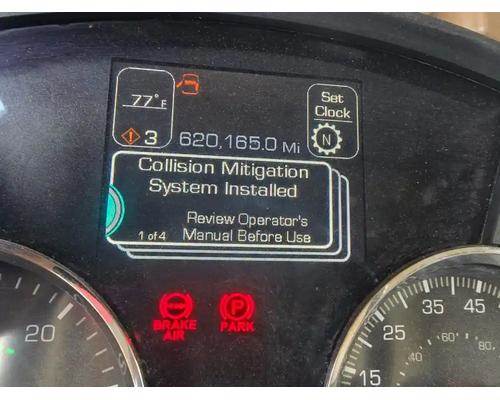 77°F
Set
Clock
3
620,165.0 Mi
N
Collision Mitigation
System Installed
Review Operator's
1 of 4 Manual Before Use
BRAKE
AIR
P
PARK
20
15
25
35
45
40
60
80